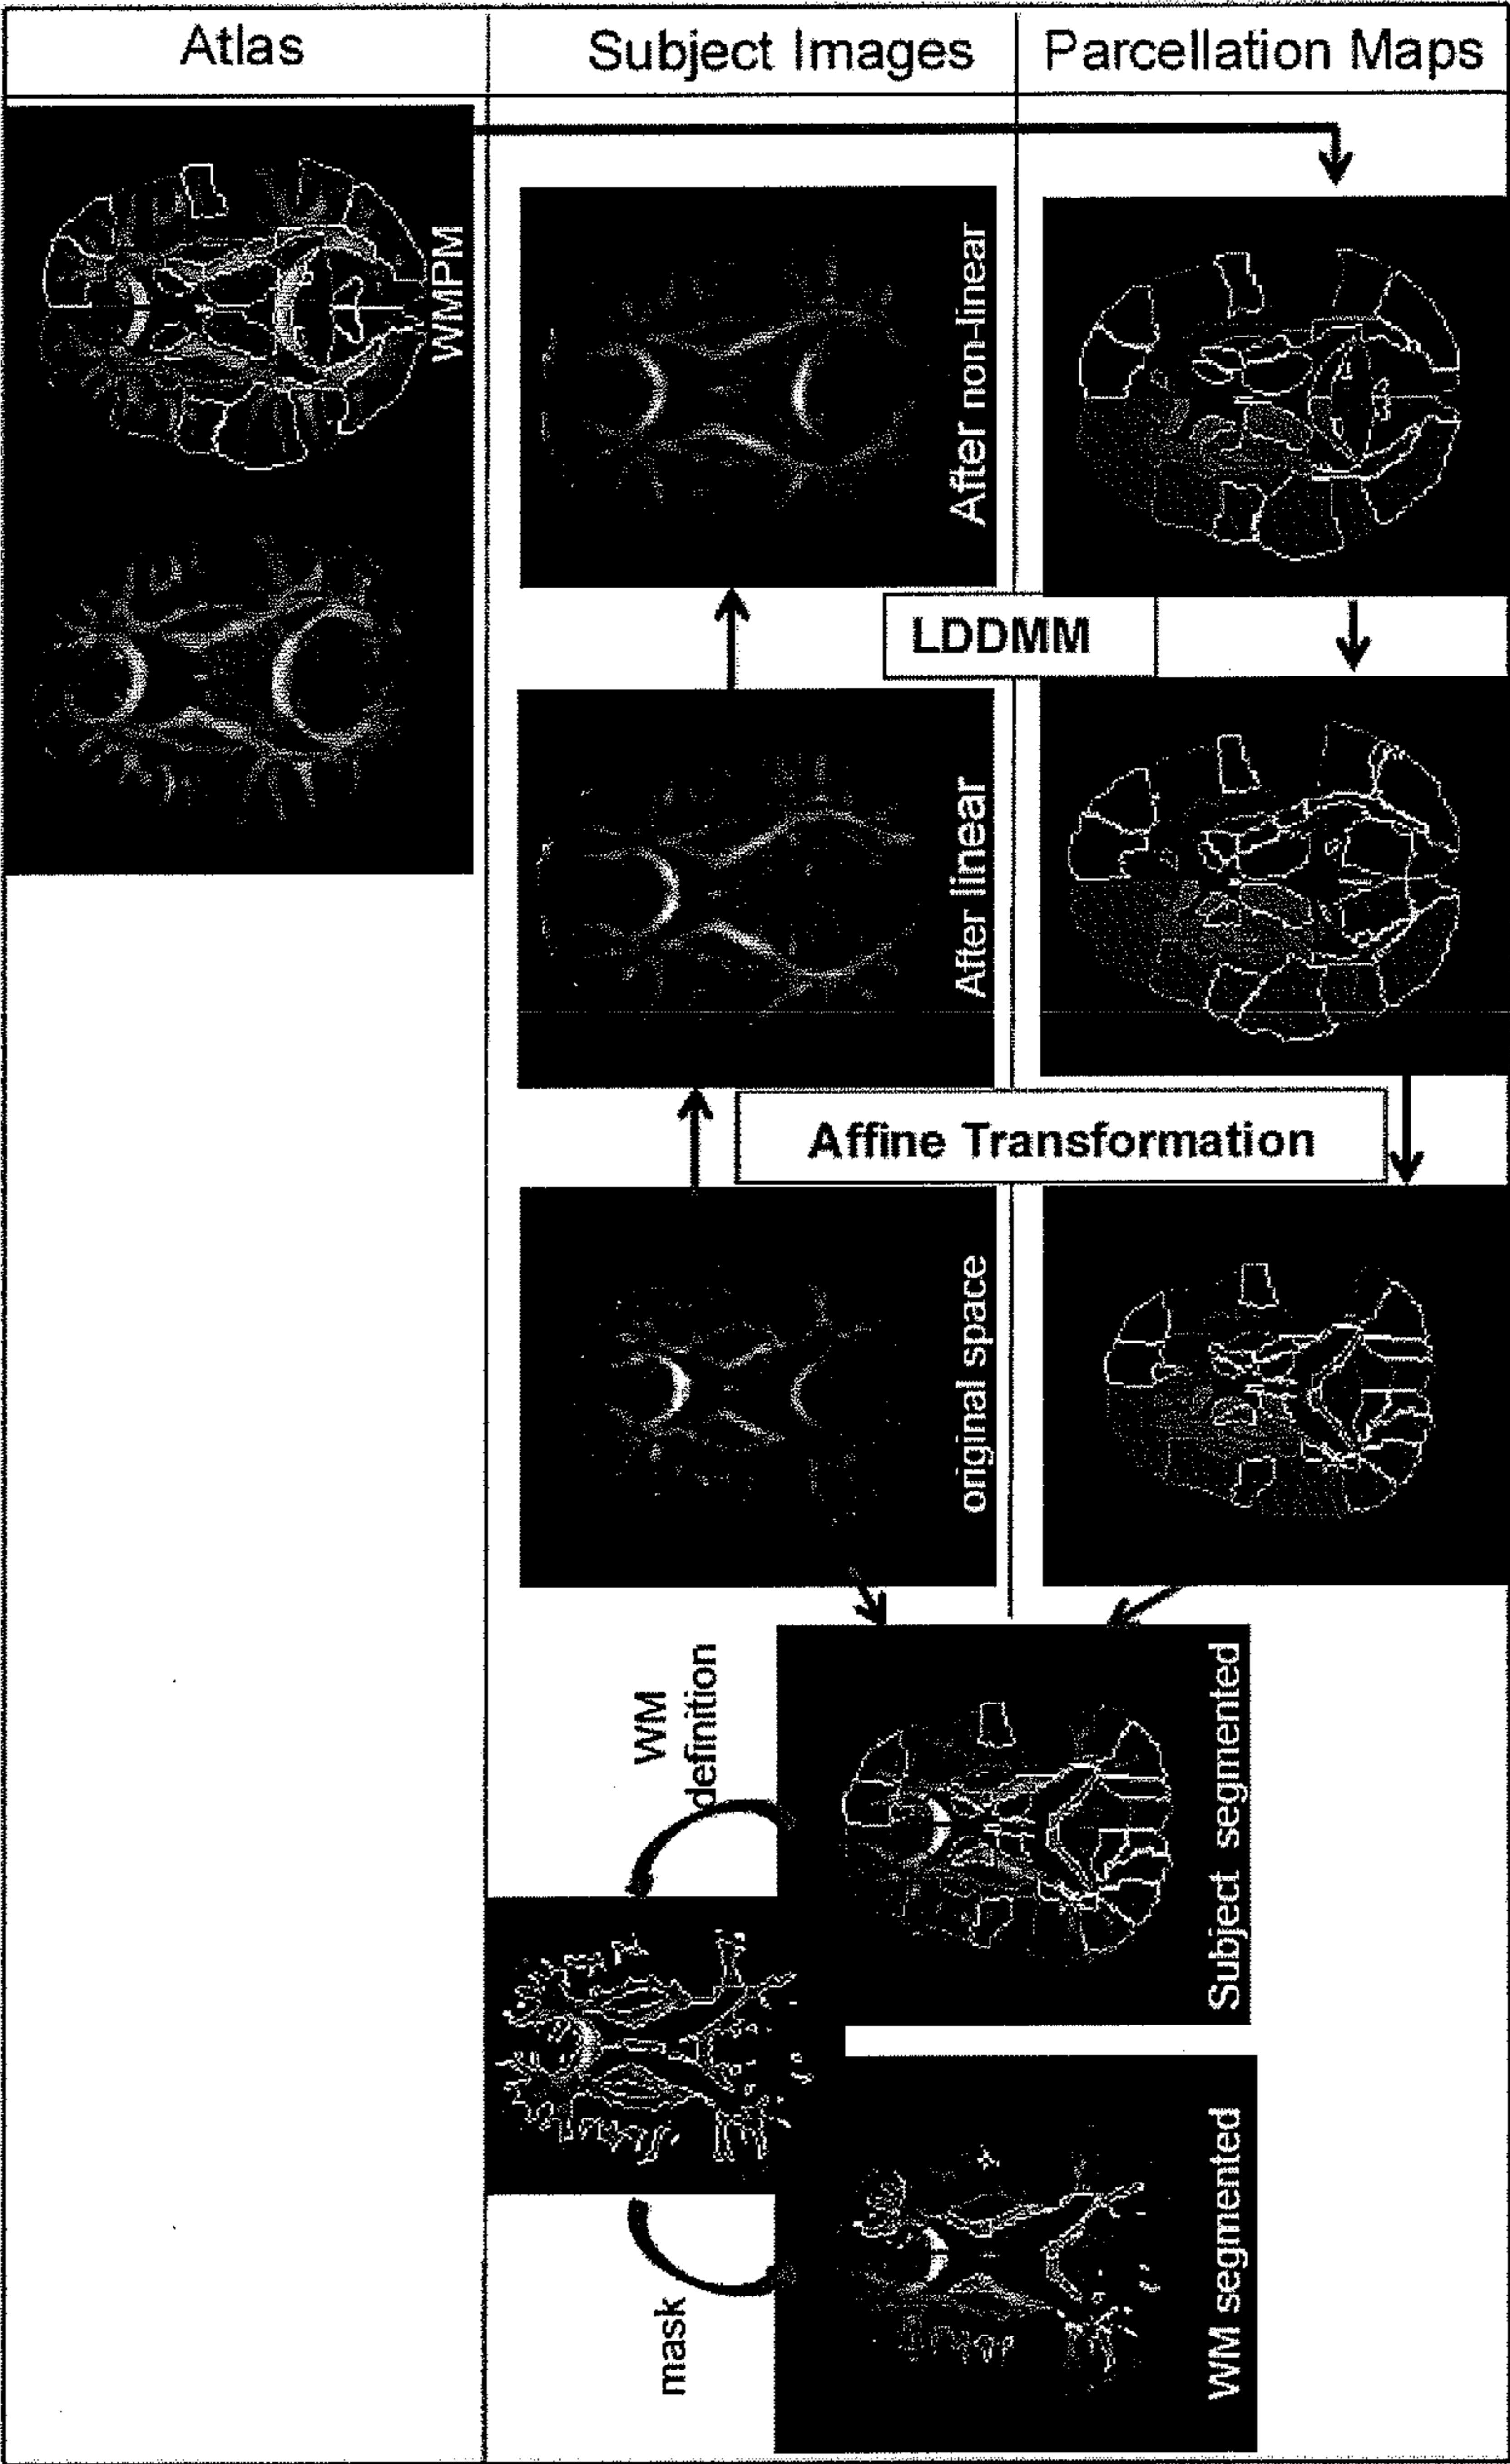 Atlas
Subject Images
Parcellation Maps
WMPM
After non-linear
LDDMM
After linear
Affine Transformation
original space
WM
definition
Subject segmented
mask
WM segmented